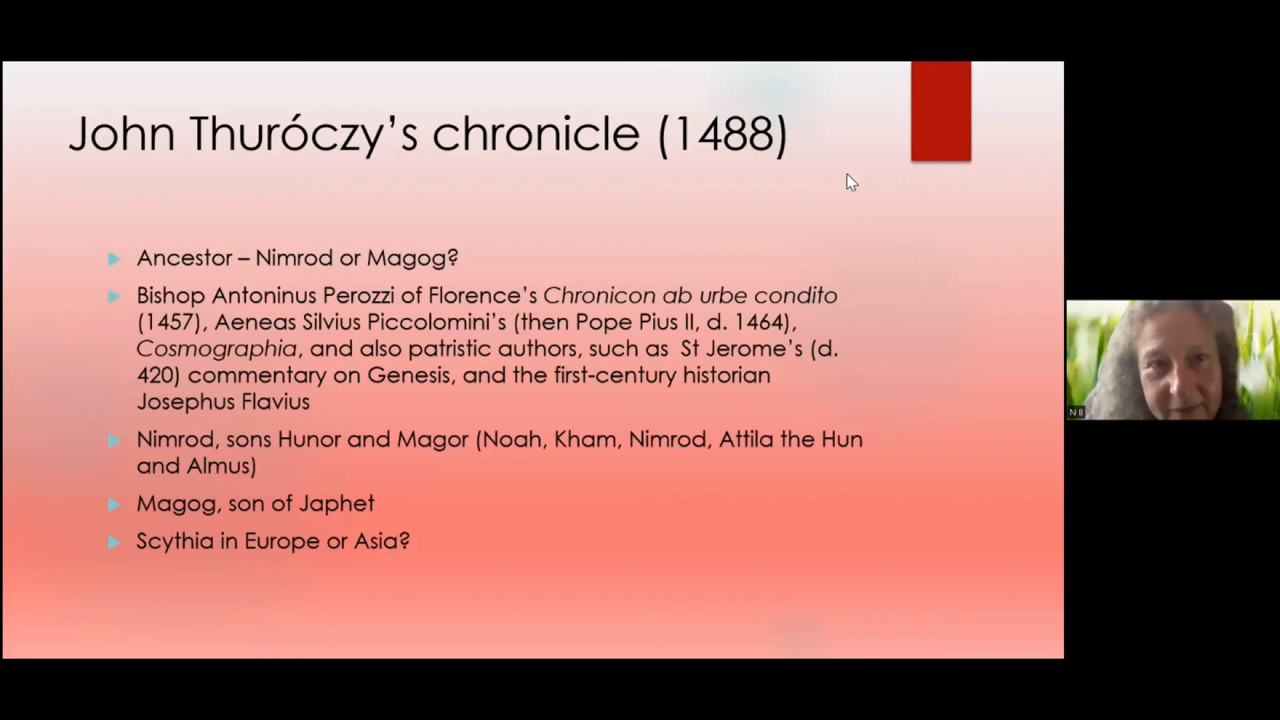 John Thuróczy's chronicle (1488)
Ancestor – Nimrod or Magog?
Bishop Antoninus Perozzi of Florence's Chronicon ab urbe condito
(1457), Aeneas Silvius Piccolomini's (then Pope Pius II, d. 1464),
Cosmographia, and also patristic authors, such as St Jerome's (d.
420) commentary on Genesis, and the first-century historian
Josephus Flavius
Nimrod, sons Hunor and Magor (Noah, Kham, Nimrod, Attila the Hun
and Almus)
Magog, son of Japhet
Scythia in Europe or Asia?
N B